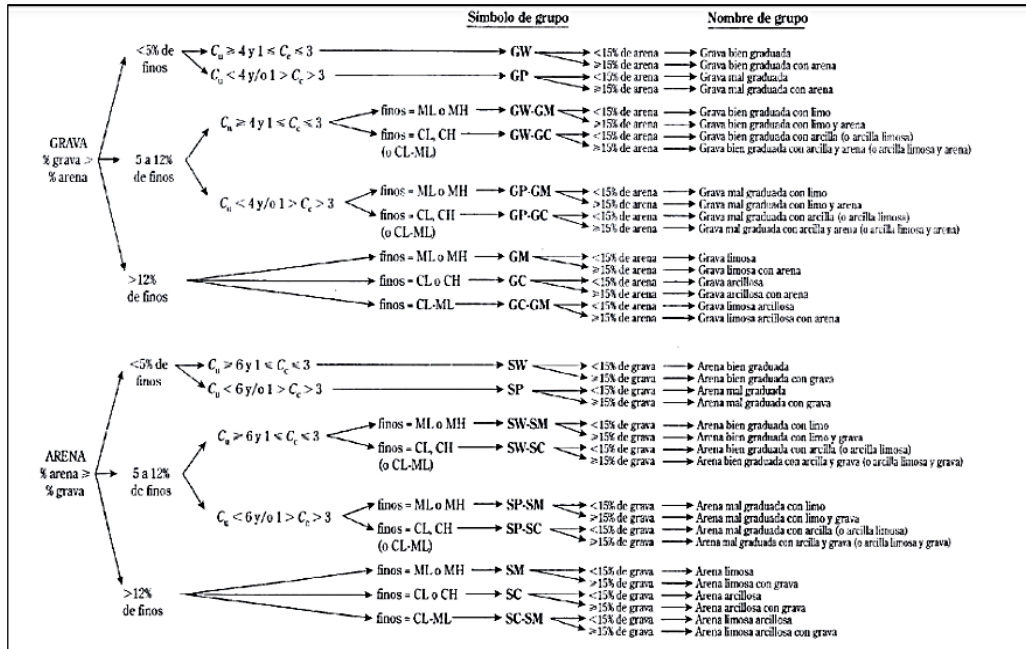 Símbolo de grupo Nombre de grupo
GRAVA
% grava >
% arena
<5% de
finos
Cu ≥ 4 y 1 ≤ Cc ≤ 3 GW <15% de arena Grava bien graduada
≥15% de arena Grava bien graduada con arena
Cu < 4 y/o 1 > Cc > 3 GP <15% de arena Grava mal graduada
≥15% de arena Grava mal graduada con arena
5 a 12%
de finos
Cu ≥ 4 y 1 ≤ Cc ≤ 3
finos = ML o MH GW-GM <15% de arena Grava bien graduada con limo
≥15% de arena Grava bien graduada con limo y arena
finos = CL, CH GW-GC <15% de arena Grava bien graduada con arcilla (o arcilla limosa)
(o CL-ML) ≥15% de arena Grava bien graduada con arcilla y arena (o arcilla limosa y arena)
Cu < 4 y/o 1 > Cc > 3
finos = ML o MH GP-GM <15% de arena Grava mal graduada con limo
≥15% de arena Grava mal graduada con limo y arena
finos = CL, CH GP-GC <15% de arena Grava mal graduada con arcilla (o arcilla limosa)
(o CL-ML) ≥15% de arena Grava mal graduada con arcilla y arena (o arcilla limosa y arena)
>12%
de finos
finos = ML o MH GM <15% de arena Grava limosa
≥15% de arena Grava limosa con arena
finos = CL o CH GC <15% de arena Grava arcillosa
≥15% de arena Grava arcillosa con arena
finos = CL-ML GC-GM <15% de arena Grava limosa arcillosa
≥15% de arena Grava limosa arcillosa con arena
ARENA
% arena ≥
% grava
<5% de
finos
Cu ≥ 6 y 1 ≤ Cc ≤ 3 SW <15% de grava Arena bien graduada
≥15% de grava Arena bien graduada con grava
Cu < 6 y/o 1 > Cc > 3 SP <15% de grava Arena mal graduada
≥15% de grava Arena mal graduada con grava
5 a 12%
de finos
Cu ≥ 6 y 1 ≤ Cc ≤ 3
finos = ML o MH SW-SM <15% de grava Arena bien graduada con limo
≥15% de grava Arena bien graduada con limo y grava
finos = CL, CH SW-SC <15% de grava Arena bien graduada con arcilla (o arcilla limosa)
(o CL-ML) ≥15% de grava Arena bien graduada con arcilla y grava (o arcilla limosa y grava)
Cu < 6 y/o 1 > Cc > 3
finos = ML o MH SP-SM <15% de grava Arena mal graduada con limo
≥15% de grava Arena mal graduada con limo y grava
finos = CL, CH SP-SC <15% de grava Arena mal graduada con arcilla (o arcilla limosa)
(o CL-ML) ≥15% de grava Arena mal graduada con arcilla y grava (o arcilla limosa y grava)
>12%
de finos
finos = ML o MH SM <15% de grava Arena limosa
≥15% de grava Arena limosa con grava
finos = CL o CH SC <15% de grava Arena arcillosa
≥15% de grava Arena arcillosa con grava
finos = CL-ML SC-SM <15% de grava Arena limosa arcillosa
≥15% de grava Arena limosa arcillosa con grava